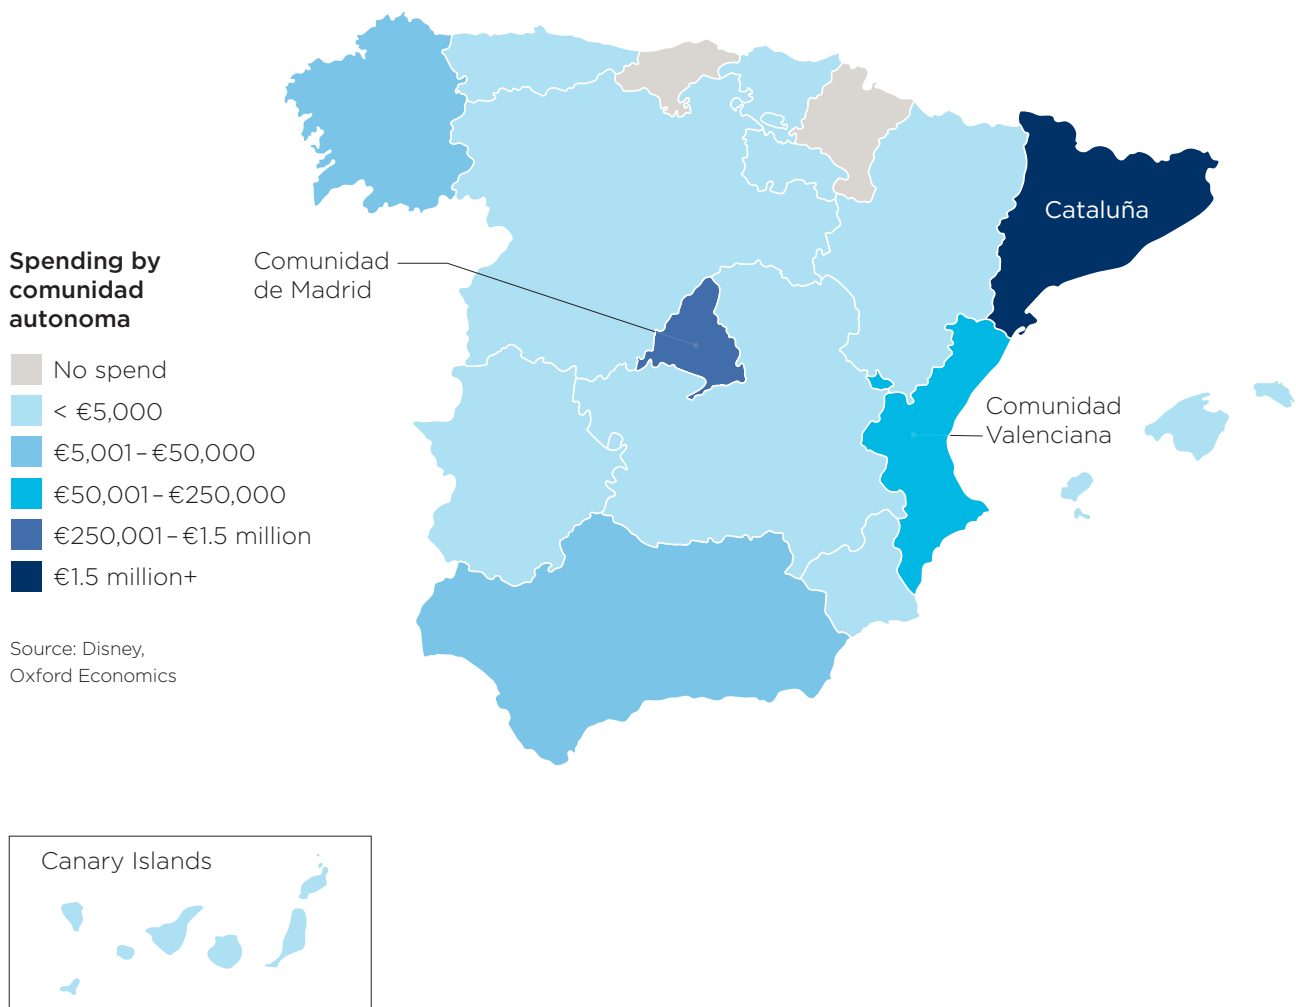 Cataluña
Comunidad
de Madrid
Spending by
comunidad
autonoma
No spend
< €5,000
€5,001–€50,000
€50,001–€250,000
€250,001–€1.5 million
€1.5 million+
Comunidad
Valenciana
Source: Disney,
Oxford Economics
Canary Islands